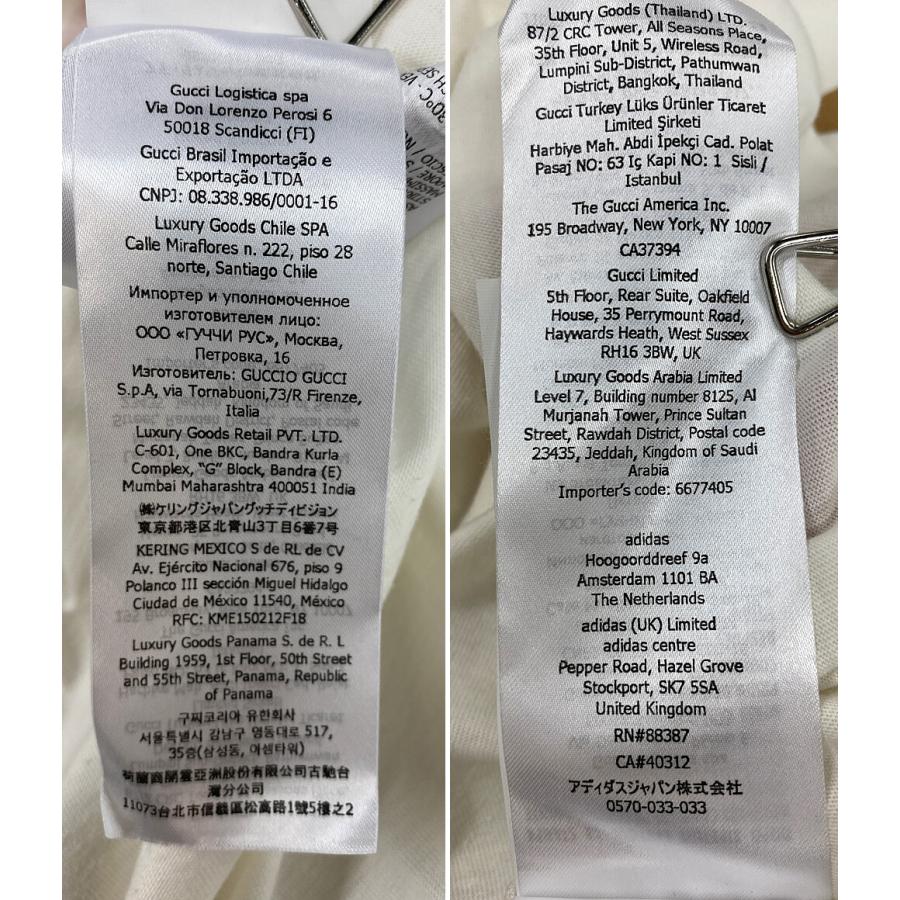 Gucci Logistica spa
Via Don Lorenzo Perosi 6
50018 Scandicci (FI)
Gucci Brasil Importação e
Exportação LTDA
CNPJ: 08.338.986/0001-16
Luxury Goods Chile SPA
Calle Miraflores n. 222, piso 28
norte, Santiago Chile
Импортер и уполномоченное
изготовителем лицо:
ООО «ГУЧЧИ РУС», Москва,
Петровка, 16
Изготовитель: GUCCIO GUCCI
S.p.A, via Tornabuoni,73/R Firenze,
Italia
Luxury Goods Retail PVT. LTD.
C-601, One BKC, Bandra Kurla
Complex, "G" Block, Bandra (E)
Mumbai Maharashtra 400051 India
㈱ケリングジャパングッチディビジョン
東京都港区北青山3丁目6番7号
KERING MEXICO S de RL de CV
Av. Ejército Nacional 676, piso 9
Polanco III sección Miguel Hidalgo
Ciudad de México 11540, México
RFC: KME150212F18
Luxury Goods Panama S. de R. L
Building 1959, 1st Floor, 50th Street
and 55th Street, Panama, Republic
of Panama
구찌코리아 유한회사
서울특별시 강남구 영동대로 517,
35층(삼성동, 아셈타워)
荷蘭商開雲亞洲股份有限公司古馳台
灣分公司
11073台北市信義區松高路1號5樓之2
Luxury Goods (Thailand) LTD.
87/2 CRC Tower, All Seasons Place,
35th Floor, Unit 5, Wireless Road,
Lumpini Sub-District, Pathumwan
District, Bangkok, Thailand
Gucci Turkey Lüks Ürünler Ticaret
Limited Şirketi
Harbiye Mah. Abdi İpekçi Cad. Polat
Pasaj NO: 63 Iç Kapi NO: 1 Sisli /
Istanbul
The Gucci America Inc.
195 Broadway, New York, NY 10007
CA37394
Gucci Limited
5th Floor, Rear Suite, Oakfield
House, 35 Perrymount Road,
Haywards Heath, West Sussex
RH16 3BW, UK
Luxury Goods Arabia Limited
Level 7, Building number 8125, Al
Murjanah Tower, Prince Sultan
Street, Rawdah District, Postal code
23435, Jeddah, Kingdom of Saudi
Arabia
Importer's code: 6677405
adidas
Hoogoorddreef 9a
Amsterdam 1101 BA
The Netherlands
adidas (UK) Limited
adidas centre
Pepper Road, Hazel Grove
Stockport, SK7 5SA
United Kingdom
RN#88387
CA#40312
アディダスジャパン株式会社
0570-033-033